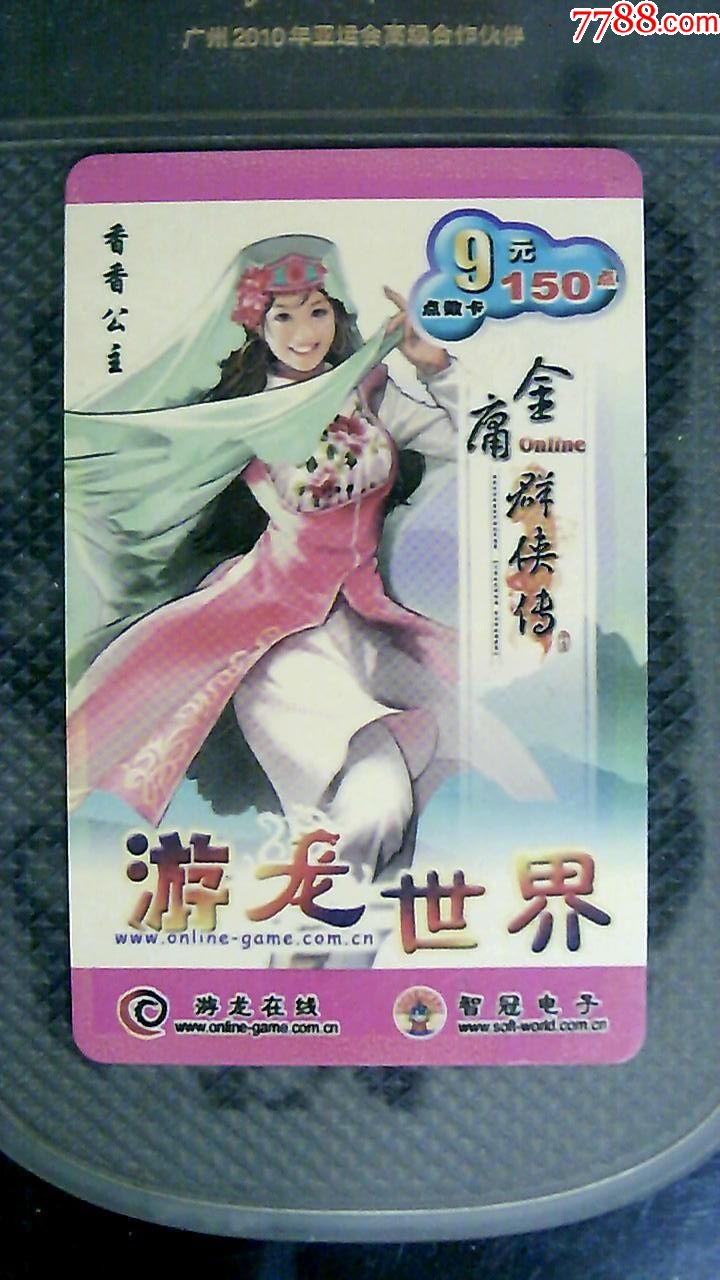 7788.com
广州2010年亚运会高级合作伙伴
香香公主
9元
150点
点数卡
金庸
Online
群侠传
游龙世界
www.online-game.com.cn
游龙在线
www.online-game.com.cn
智冠电子
www.soft-world.com.cn